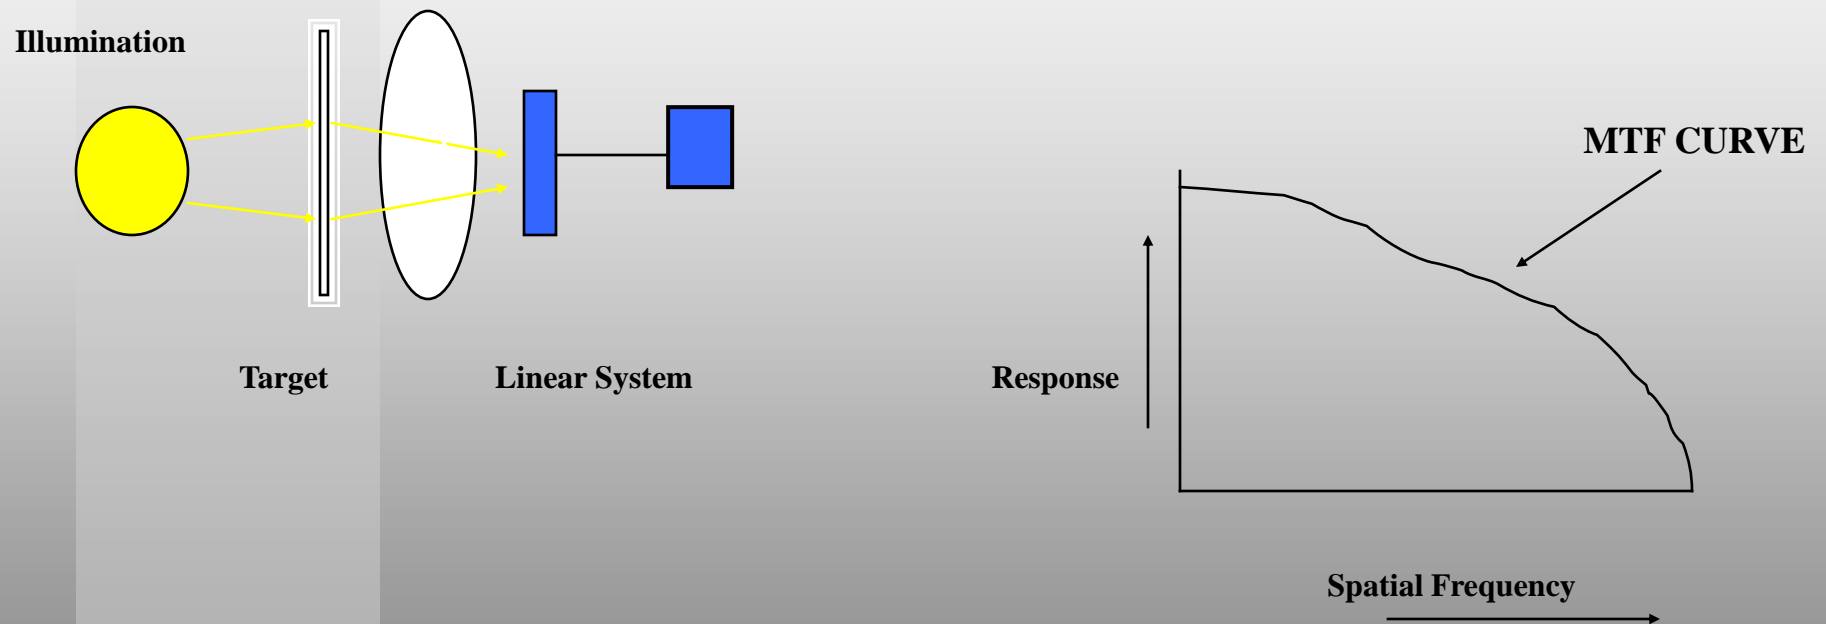 Illumination
MTF CURVE
Target
Linear System
Response
Spatial Frequency